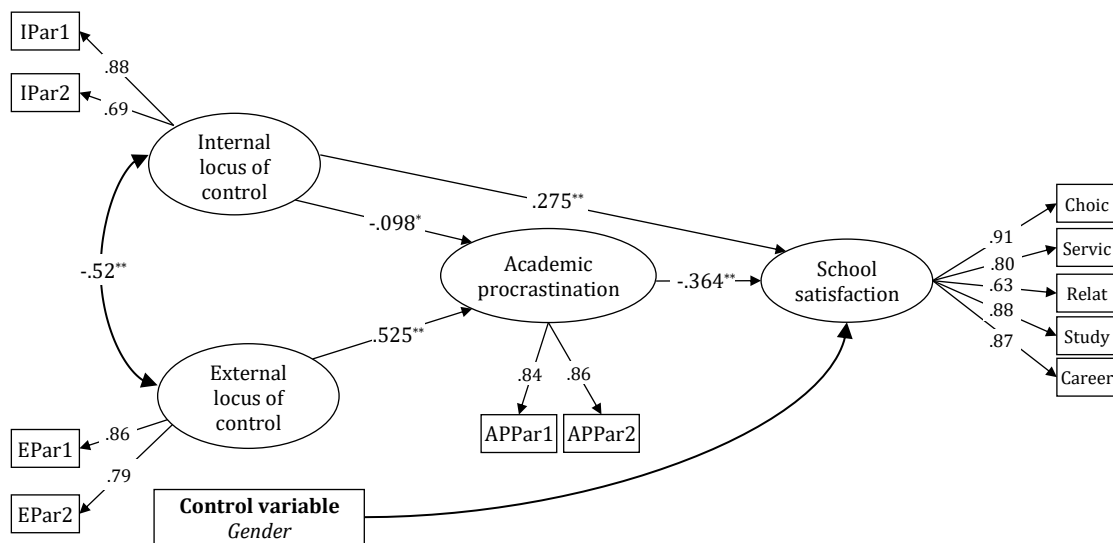 IPar1
.88
IPar2
.69
Internal
locus of
control
.275**
-.098*
-.52**
Academic
procrastination
-.364**
School
satisfaction
.91
Choic
.80
Servic
.63
Relat
.88
Study
.87
Career
.525**
External
locus of
control
.84
.86
APPar1
APPar2
EPar1
.86
.79
EPar2
Control variable
Gender